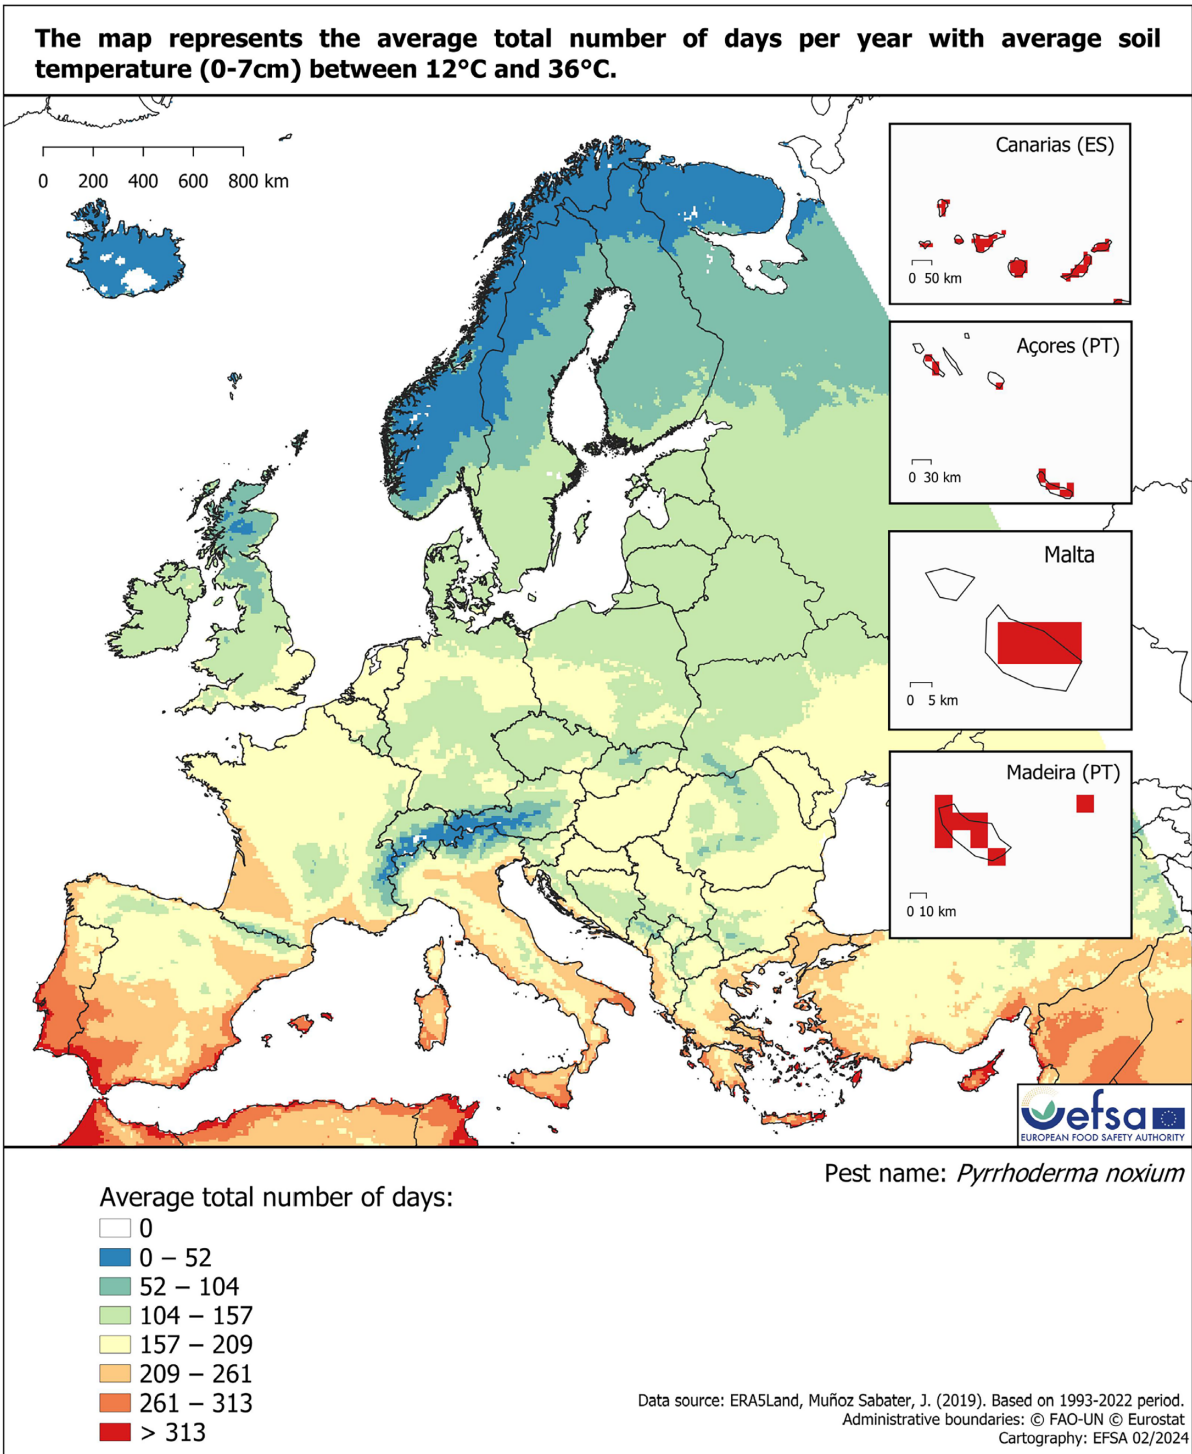 The map represents the average total number of days per year with average soil
temperature (0-7cm) between 12°C and 36°C.
0 200 400 600 800 km
Canarias (ES)
0 50 km
Açores (PT)
0 30 km
Malta
0 5 km
Madeira (PT)
0 10 km
efsa
EUROPEAN FOOD SAFETY AUTHORITY
Pest name: Pyrrhoderma noxium
Average total number of days:
0
0 – 52
52 – 104
104 – 157
157 – 209
209 – 261
261 – 313
> 313
Data source: ERA5Land, Muñoz Sabater, J. (2019). Based on 1993-2022 period.
Administrative boundaries: © FAO-UN © Eurostat
Cartography: EFSA 02/2024